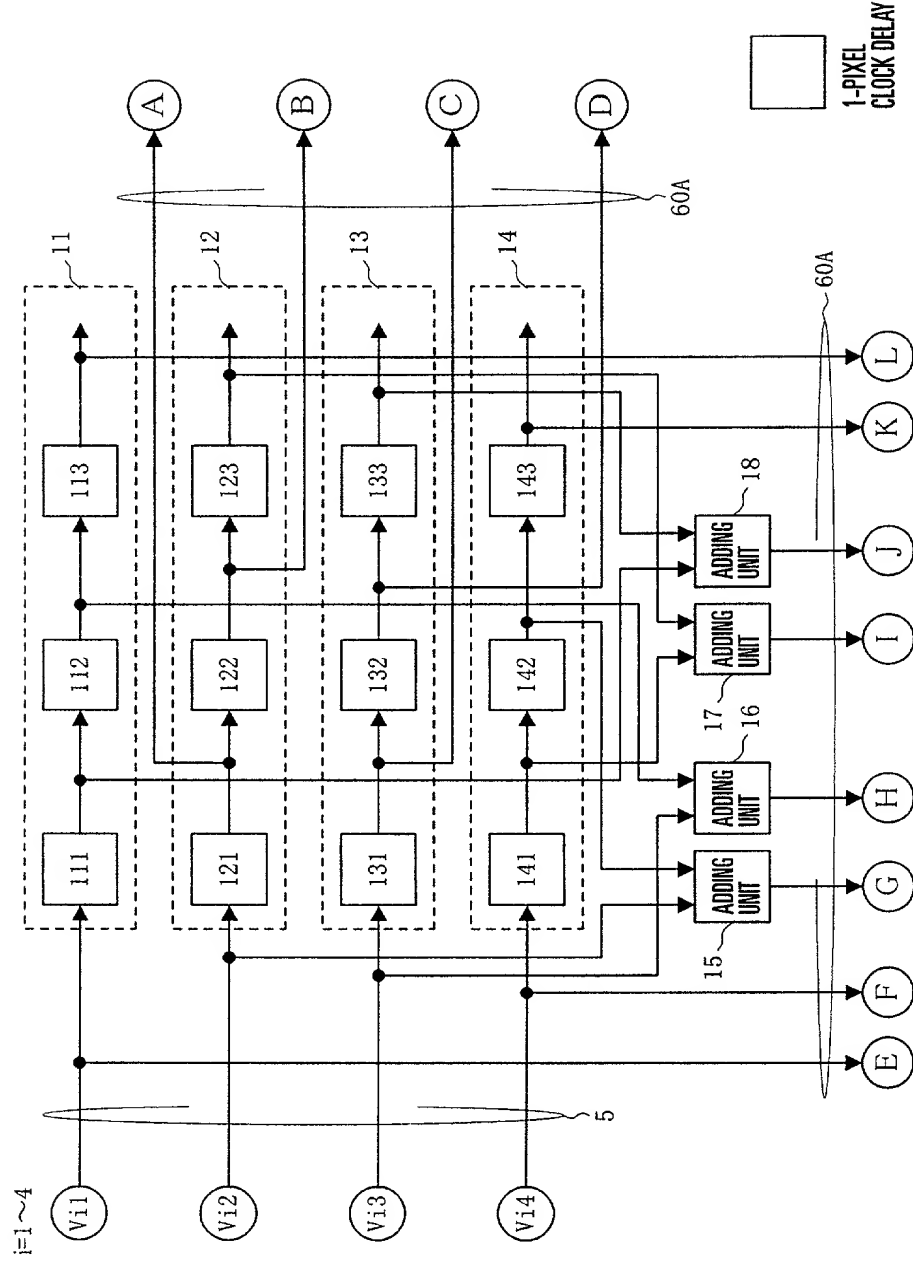 i=1～4
Vi1
Vi2
Vi3
Vi4
5
11
111
112
113
12
121
122
123
13
131
132
133
14
141
142
143
A
B
C
D
60A
15
ADDING
UNIT
16
ADDING
UNIT
17
ADDING
UNIT
18
ADDING
UNIT
60A
E
F
G
H
I
J
K
L
1-PIXEL
CLOCK DELAY